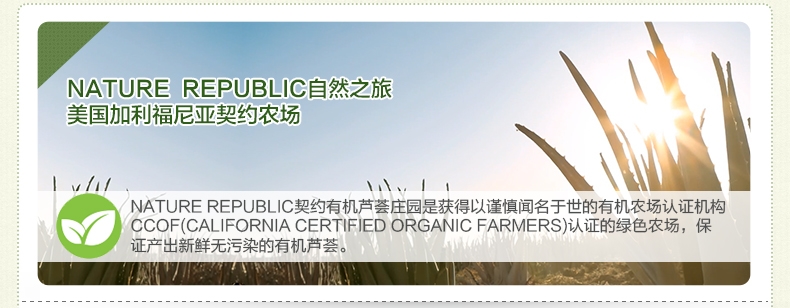 NATURE REPUBLIC自然之旅
美国加利福尼亚契约农场
NATURE REPUBLIC契约有机芦荟庄园是获得以谨慎闻名于世的有机农场认证机构
CCOF(CALIFORNIA CERTIFIED ORGANIC FARMERS)认证的绿色农场，保
证产出新鲜无污染的有机芦荟。